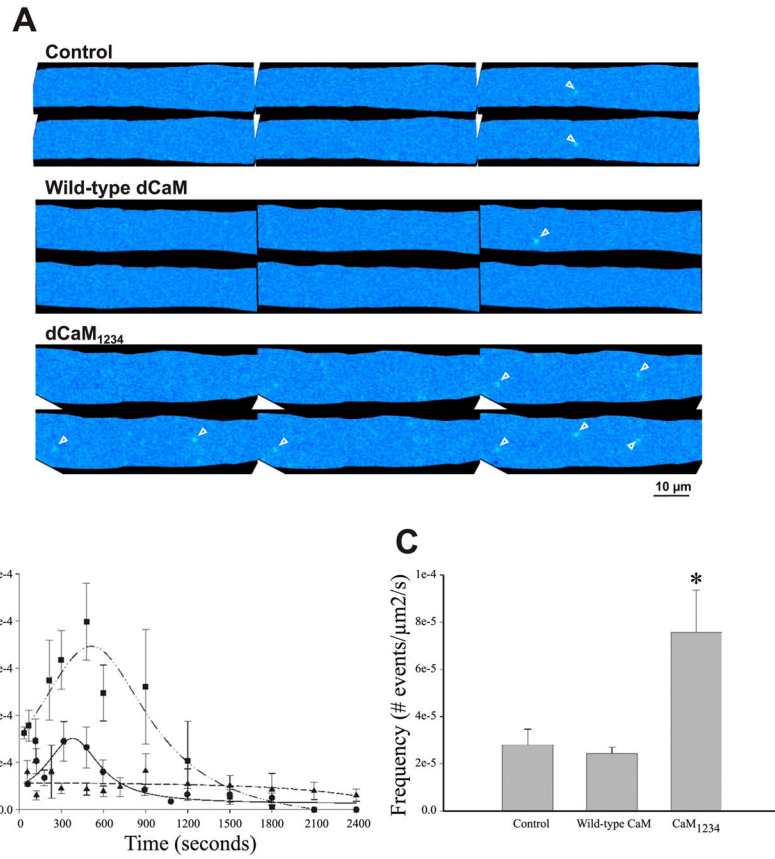 A
Control
Wild-type dCaM
dCaM1234
10 μm
e-4
e-4
e-4
e-4
e-4
0.0
0 300 600 900 1200 1500 1800 2100 2400
Time (seconds)
C
Frequency (# events/μm2/s)
1e-4
8e-5
6e-5
4e-5
2e-5
0.0
*
Control Wild-type CaM CaM1234